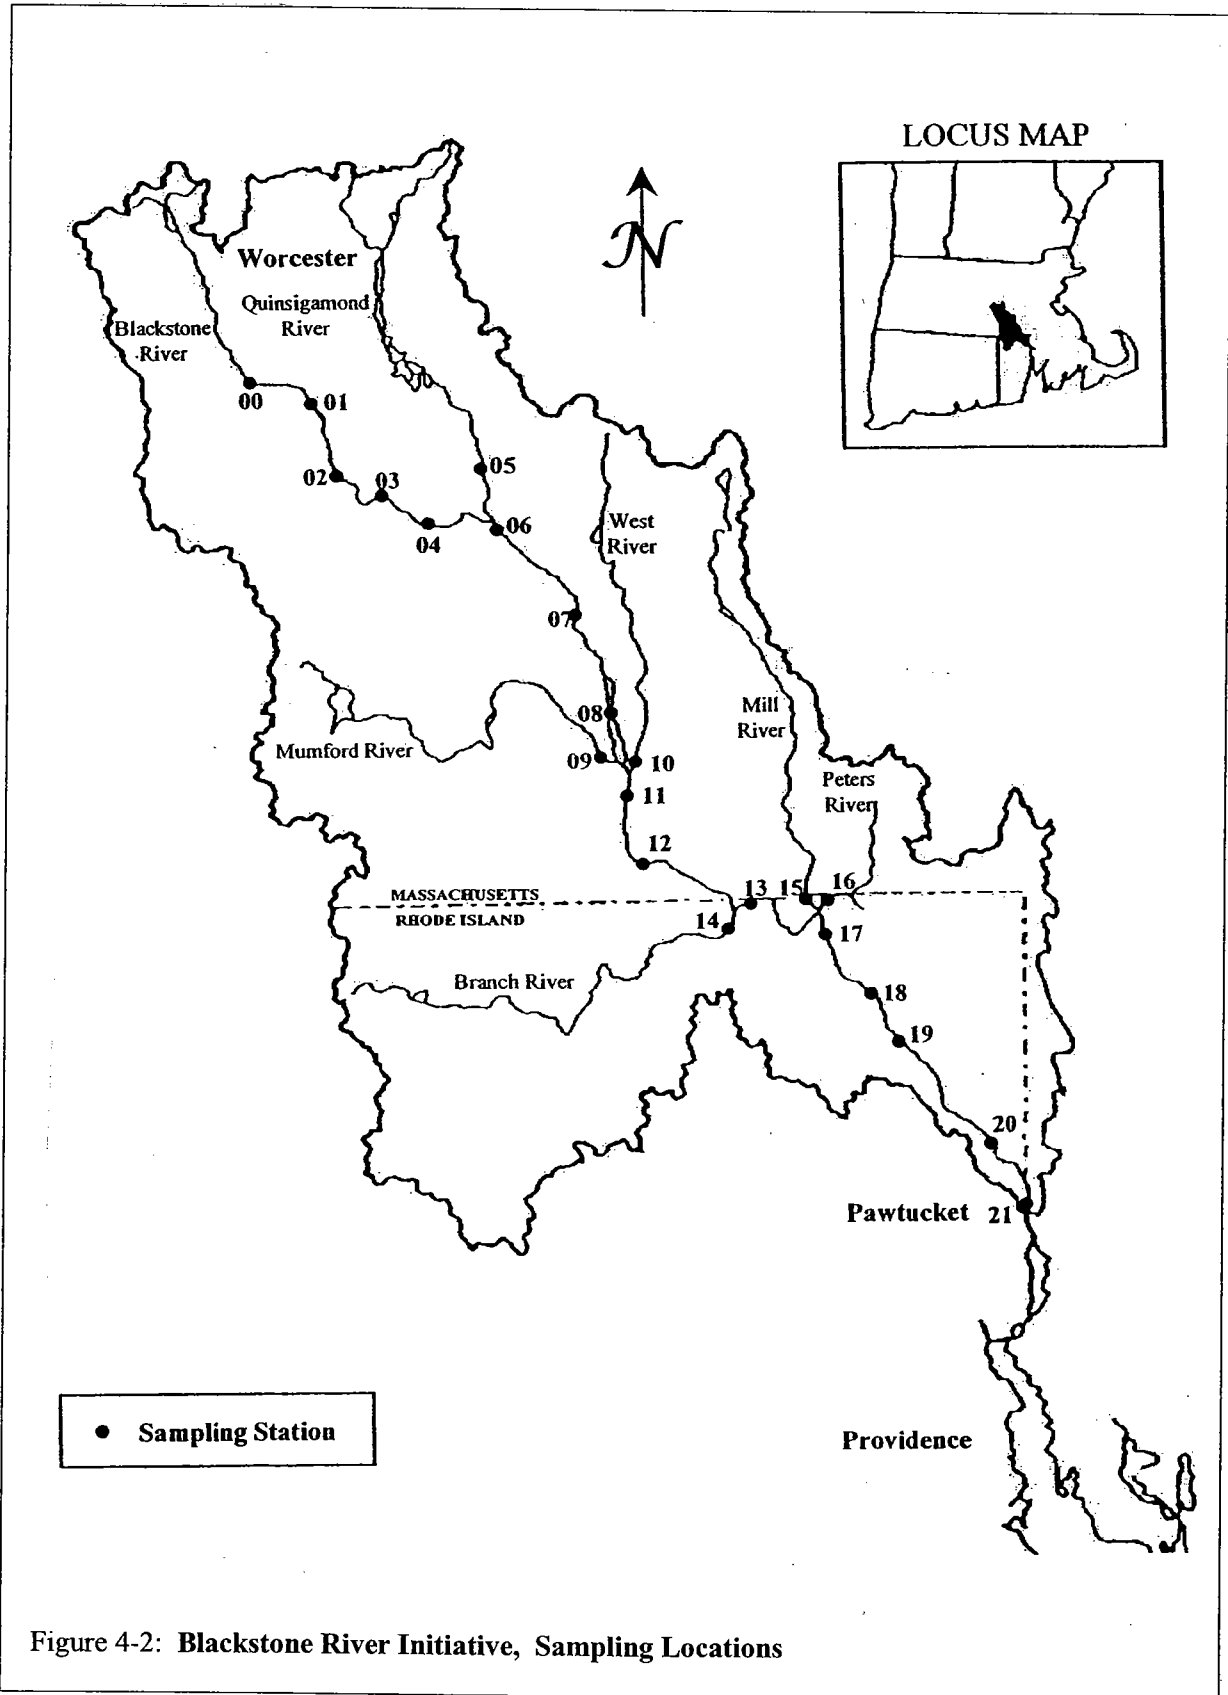 LOCUS MAP
N
Worcester
Quinsigamond
River
Blackstone
River
00
01
02
03
04
05
06
West
River
07
08
Mumford River
09
10
11
Mill
River
Peters
River
12
MASSACHUSETTS
RHODE ISLAND
13
14
15
16
17
Branch River
18
19
20
Pawtucket
21
Providence
Sampling Station
Figure 4-2: Blackstone River Initiative, Sampling Locations